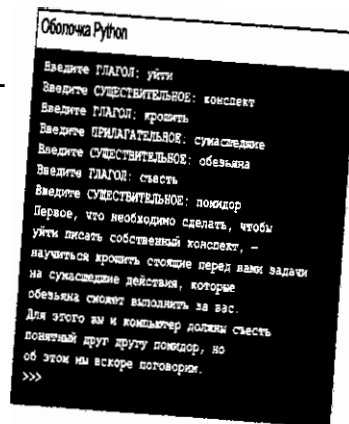 Оболочка Python
Введите ГЛАГОЛ: уйти
Введите СУЩЕСТВИТЕЛЬНОЕ: конспект
Введите ГЛАГОЛ: кромить
Введите ПРИЛАГАТЕЛЬНОЕ: сумасшедшие
Введите СУЩЕСТВИТЕЛЬНОЕ: обезьяна
Введите ГЛАГОЛ: съесть
Введите СУЩЕСТВИТЕЛЬНОЕ: помидор
Первое, что необходимо сделать, чтобы
уйти писать собственный конспект, –
научиться кромить стоящие перед вами задачи
на сумасшедшие действия, которые
обезьяна сможет выполнить за вас.
Для этого вы и компьютер должны съесть
понятный друг другу помидор, но
об этом мы вскоре поговорим.
>>>